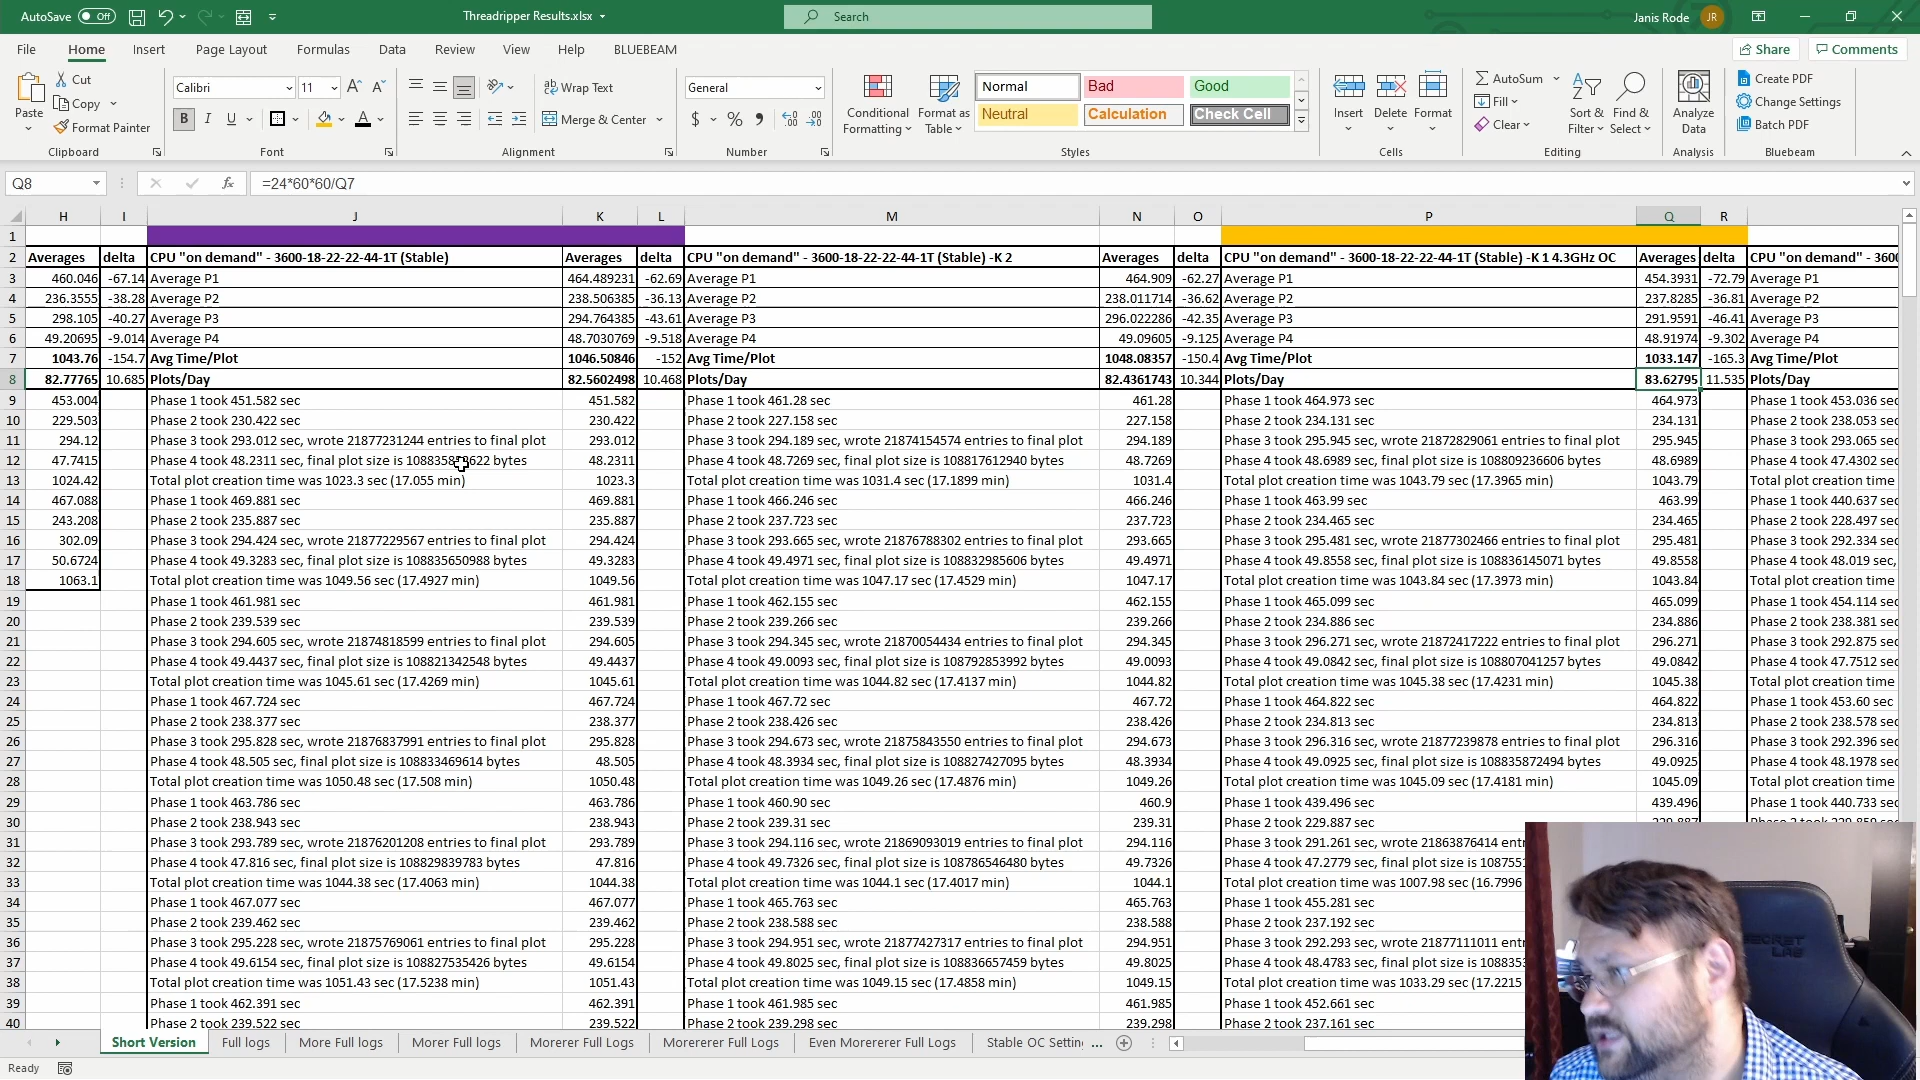 AutoSave Off Threadripper Results.xlsx Search Janis Rode JR
File Home Insert Page Layout Formulas Data Review View Help BLUEBEAM Share Comments
Paste Cut Copy Format Painter Clipboard
Calibri 11 Font
Wrap Text Merge & Center Alignment
General Number
Conditional Formatting Format as Table Normal Bad Good Neutral Calculation Check Cell Styles
Insert Delete Format Cells
AutoSum Fill Clear Sort & Filter Find & Select Editing
Analyze Data Analysis
Create PDF Change Settings Batch PDF Bluebeam
Q8 fx =24*60*60/Q7
H I J K L M N O P Q R
1
2 Averages delta CPU "on demand" - 3600-18-22-22-44-1T (Stable) Averages delta CPU "on demand" - 3600-18-22-22-44-1T (Stable) -K 2 Averages delta CPU "on demand" - 3600-18-22-22-44-1T (Stable) -K 1 4.3GHz OC Averages delta CPU "on demand" - 3600
3 460.046 -67.14 Average P1 464.489231 -62.69 Average P1 464.909 -62.27 Average P1 454.3931 -72.79 Average P1
4 236.3555 -38.28 Average P2 238.506385 -36.13 Average P2 238.011714 -36.62 Average P2 237.8285 -36.81 Average P2
5 298.105 -40.27 Average P3 294.764385 -43.61 Average P3 296.022286 -42.35 Average P3 291.9591 -46.41 Average P3
6 49.20695 -9.014 Average P4 48.7030769 -9.518 Average P4 49.09605 -9.125 Average P4 48.91974 -9.302 Average P4
7 1043.76 -154.7 Avg Time/Plot 1046.50846 -152 Avg Time/Plot 1048.08357 -150.4 Avg Time/Plot 1033.147 -165.3 Avg Time/Plot
8 82.77765 10.685 Plots/Day 82.5602498 10.468 Plots/Day 82.4361743 10.344 Plots/Day 83.62795 11.535 Plots/Day
9 453.004 Phase 1 took 451.582 sec 451.582 Phase 1 took 461.28 sec 461.28 Phase 1 took 464.973 sec 464.973 Phase 1 took 453.036 sec
10 229.503 Phase 2 took 230.422 sec 230.422 Phase 2 took 227.158 sec 227.158 Phase 2 took 234.131 sec 234.131 Phase 2 took 238.053 sec
11 294.12 Phase 3 took 293.012 sec, wrote 21877231244 entries to final plot 293.012 Phase 3 took 294.189 sec, wrote 21874154574 entries to final plot 294.189 Phase 3 took 295.945 sec, wrote 21872829061 entries to final plot 295.945 Phase 3 took 293.065 sec
12 47.7415 Phase 4 took 48.2311 sec, final plot size is bytes 48.2311 Phase 4 took 48.7269 sec, final plot size is 108817612940 bytes 48.7269 Phase 4 took 48.6989 sec, final plot size is 108809236606 bytes 48.6989 Phase 4 took 47.4302 sec
13 1024.42 Total plot creation time was 1023.3 sec (17.055 min) 1023.3 Total plot creation time was 1031.4 sec (17.1899 min) 1031.4 Total plot creation time was 1043.79 sec (17.3965 min) 1043.79 Total plot creation time
14 467.088 Phase 1 took 469.881 sec 469.881 Phase 1 took 466.246 sec 466.246 Phase 1 took 463.99 sec 463.99 Phase 1 took 440.637 sec
15 243.208 Phase 2 took 235.887 sec 235.887 Phase 2 took 237.723 sec 237.723 Phase 2 took 234.465 sec 234.465 Phase 2 took 228.497 sec
16 302.09 Phase 3 took 294.424 sec, wrote 21877229567 entries to final plot 294.424 Phase 3 took 293.665 sec, wrote 21876788302 entries to final plot 293.665 Phase 3 took 295.481 sec, wrote 21877302466 entries to final plot 295.481 Phase 3 took 292.334 sec
17 50.6724 Phase 4 took 49.3283 sec, final plot size is 108835650988 bytes 49.3283 Phase 4 took 49.4971 sec, final plot size is 108832985606 bytes 49.4971 Phase 4 took 49.8558 sec, final plot size is 108836145071 bytes 49.8558 Phase 4 took 48.019 sec,
18 1063.1 Total plot creation time was 1049.56 sec (17.4927 min) 1049.56 Total plot creation time was 1047.17 sec (17.4529 min) 1047.17 Total plot creation time was 1043.84 sec (17.3973 min) 1043.84 Total plot creation time
19 Phase 1 took 461.981 sec 461.981 Phase 1 took 462.155 sec 462.155 Phase 1 took 465.099 sec 465.099 Phase 1 took 454.114 sec
20 Phase 2 took 239.539 sec 239.539 Phase 2 took 239.266 sec 239.266 Phase 2 took 234.886 sec 234.886 Phase 2 took 238.381 sec
21 Phase 3 took 294.605 sec, wrote 21874818599 entries to final plot 294.605 Phase 3 took 294.345 sec, wrote 21870054434 entries to final plot 294.345 Phase 3 took 296.271 sec, wrote 21872417222 entries to final plot 296.271 Phase 3 took 292.875 sec
22 Phase 4 took 49.4437 sec, final plot size is 108821342548 bytes 49.4437 Phase 4 took 49.0093 sec, final plot size is 108792853992 bytes 49.0093 Phase 4 took 49.0842 sec, final plot size is 108807041257 bytes 49.0842 Phase 4 took 47.7512 sec
23 Total plot creation time was 1045.61 sec (17.4269 min) 1045.61 Total plot creation time was 1044.82 sec (17.4137 min) 1044.82 Total plot creation time was 1045.38 sec (17.4231 min) 1045.38 Total plot creation time
24 Phase 1 took 467.724 sec 467.724 Phase 1 took 467.72 sec 467.72 Phase 1 took 464.822 sec 464.822 Phase 1 took 453.60 sec
25 Phase 2 took 238.377 sec 238.377 Phase 2 took 238.426 sec 238.426 Phase 2 took 234.813 sec 234.813 Phase 2 took 238.578 sec
26 Phase 3 took 295.828 sec, wrote 21876837991 entries to final plot 295.828 Phase 3 took 294.673 sec, wrote 21875843550 entries to final plot 294.673 Phase 3 took 296.316 sec, wrote 21877239878 entries to final plot 296.316 Phase 3 took 292.396 sec
27 Phase 4 took 48.505 sec, final plot size is 108833469614 bytes 48.505 Phase 4 took 48.3934 sec, final plot size is 108827427095 bytes 48.3934 Phase 4 took 49.0925 sec, final plot size is 108835872494 bytes 49.0925 Phase 4 took 48.1978 sec
28 Total plot creation time was 1050.48 sec (17.508 min) 1050.48 Total plot creation time was 1049.26 sec (17.4876 min) 1049.26 Total plot creation time was 1045.09 sec (17.4181 min) 1045.09 Total plot creation time
29 Phase 1 took 463.786 sec 463.786 Phase 1 took 460.90 sec 460.9 Phase 1 took 439.496 sec 439.496 Phase 1 took 440.733 sec
30 Phase 2 took 238.943 sec 238.943 Phase 2 took 239.31 sec 239.31 Phase 2 took 229.887 sec
31 Phase 3 took 293.789 sec, wrote 21876201208 entries to final plot 293.789 Phase 3 took 294.116 sec, wrote 21869093019 entries to final plot 294.116 Phase 3 took 291.261 sec, wrote 21863876414 entr
32 Phase 4 took 47.816 sec, final plot size is 108829839783 bytes 47.816 Phase 4 took 49.7326 sec, final plot size is 108786546480 bytes 49.7326 Phase 4 took 47.2779 sec, final plot size is 1087551
33 Total plot creation time was 1044.38 sec (17.4063 min) 1044.38 Total plot creation time was 1044.1 sec (17.4017 min) 1044.1 Total plot creation time was 1007.98 sec (16.7996
34 Phase 1 took 467.077 sec 467.077 Phase 1 took 465.763 sec 465.763 Phase 1 took 455.281 sec
35 Phase 2 took 239.462 sec 239.462 Phase 2 took 238.588 sec 238.588 Phase 2 took 237.192 sec
36 Phase 3 took 295.228 sec, wrote 21875769061 entries to final plot 295.228 Phase 3 took 294.951 sec, wrote 21877427317 entries to final plot 294.951 Phase 3 took 292.293 sec, wrote 21877111011 entr
37 Phase 4 took 49.6154 sec, final plot size is 108827535426 bytes 49.6154 Phase 4 took 49.8025 sec, final plot size is 108836657459 bytes 49.8025 Phase 4 took 48.4783 sec, final plot size is 108835
38 Total plot creation time was 1051.43 sec (17.5238 min) 1051.43 Total plot creation time was 1049.15 sec (17.4858 min) 1049.15 Total plot creation time was 1033.29 sec (17.2215
39 Phase 1 took 462.391 sec 462.391 Phase 1 took 461.985 sec 461.985 Phase 1 took 452.661 sec
40 Phase 2 took 239.522 sec 239.522 Phase 2 took 239.298 sec 239.298 Phase 2 took 237.161 sec
Short Version Full logs More Full logs Morer Full logs Morerer Full Logs Morererer Full Logs Even Morererer Full Logs Stable OC Settin ...
Ready